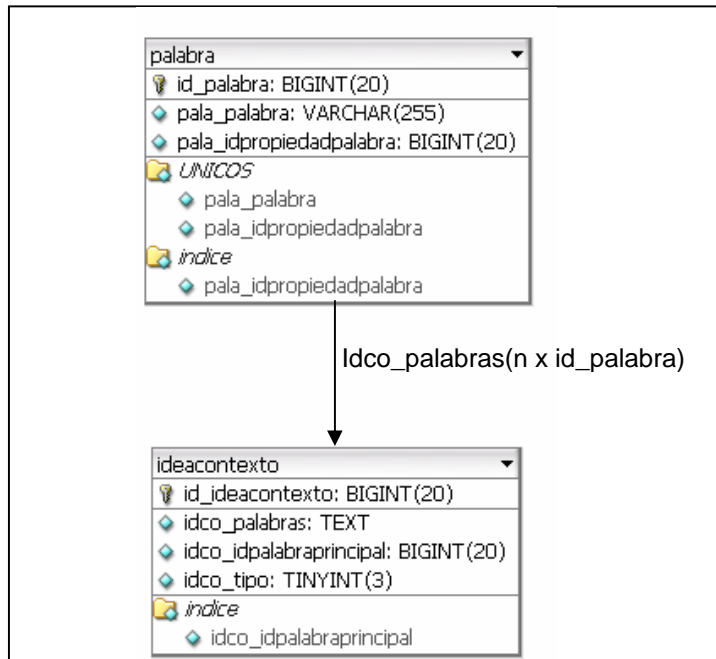 palabra
id_palabra: BIGINT(20)
pala_palabra: VARCHAR(255)
pala_idpropiedadpalabra: BIGINT(20)
UNICOS
pala_palabra
pala_idpropiedadpalabra
indice
pala_idpropiedadpalabra
Idco_palabras(n x id_palabra)
ideacontexto
id_ideacontexto: BIGINT(20)
idco_palabras: TEXT
idco_idpalabraprincipal: BIGINT(20)
idco_tipo: TINYINT(3)
indice
idco_idpalabraprincipal